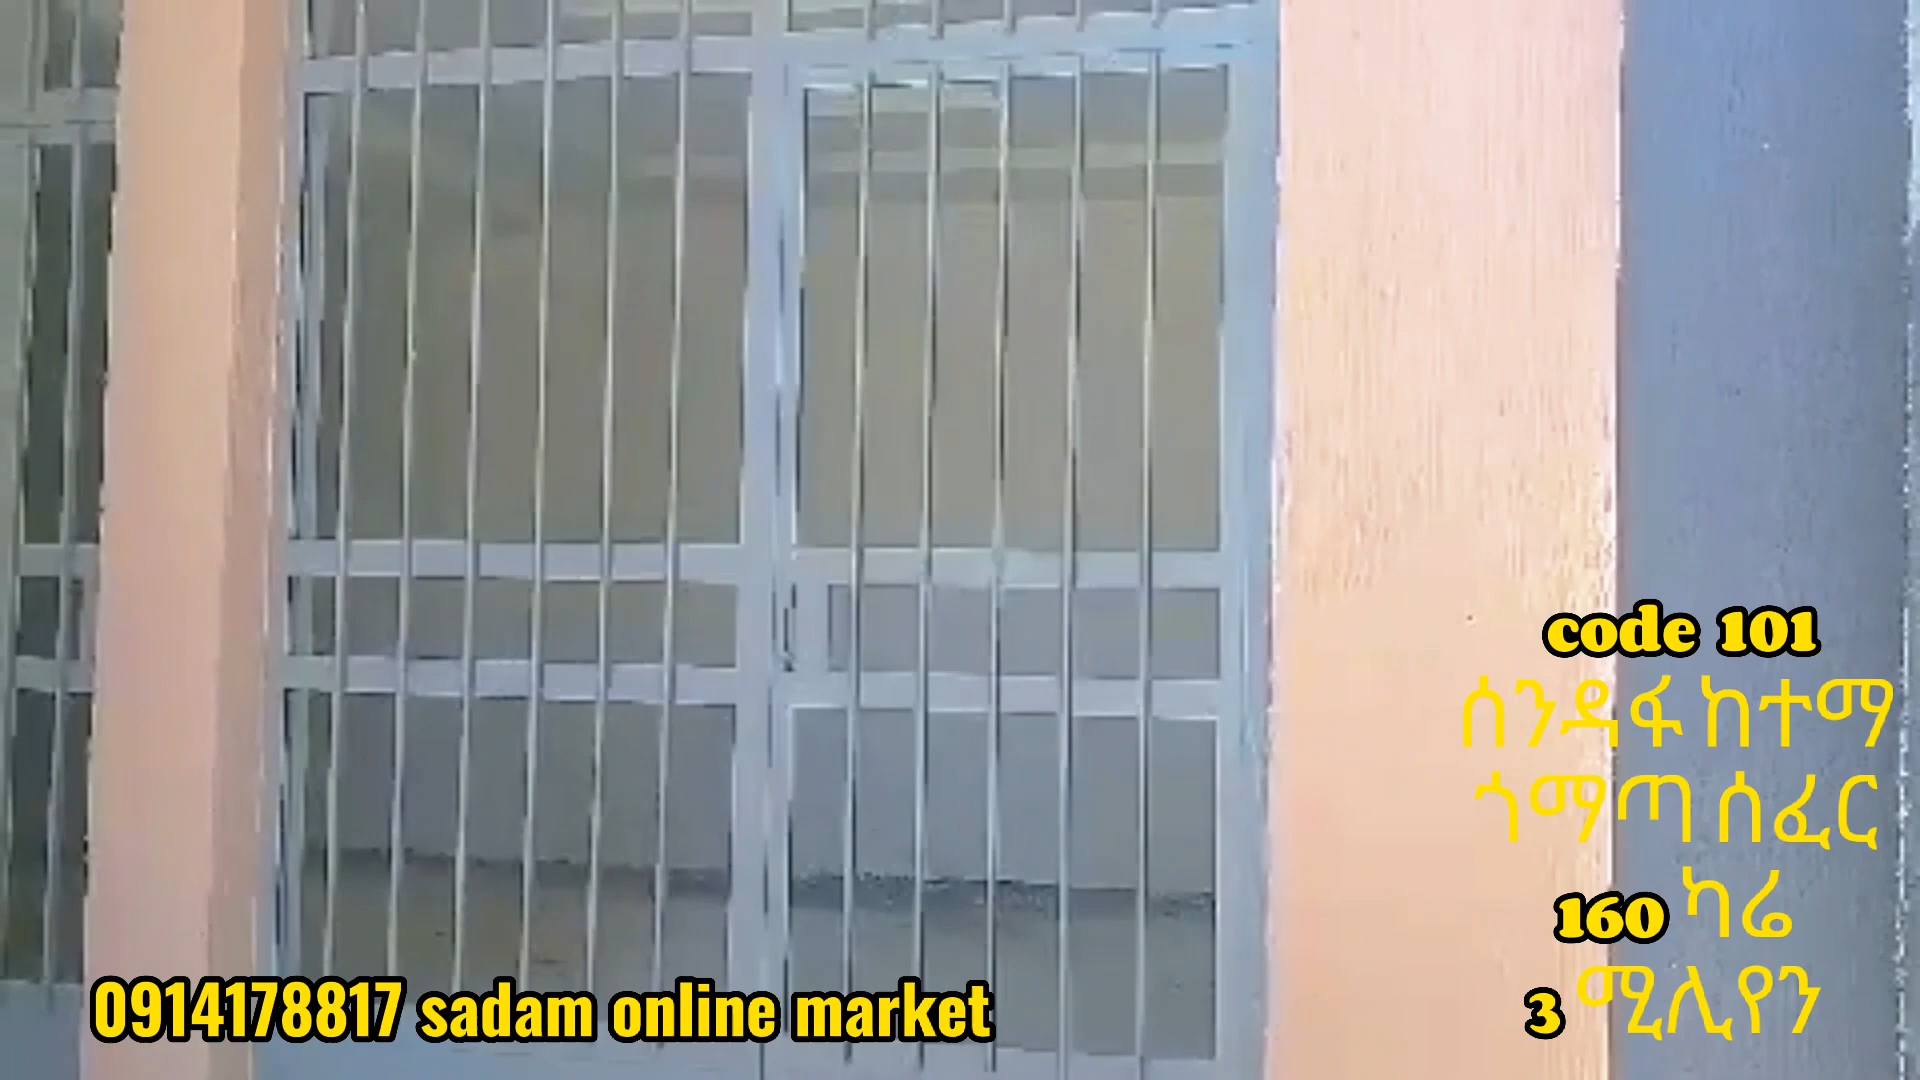 code 101
ሰንዳፋ ከተማ
ጎማጣ ሰፈር
160 ካሬ
3 ሚሊየን
0914178817 sadam online market